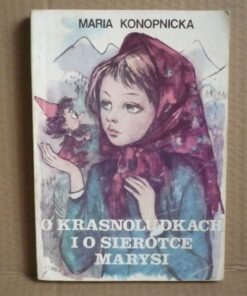 MARIA KONOPNICKA
O KRASNOLUDKACH
I O SIEROTCE
MARYSI